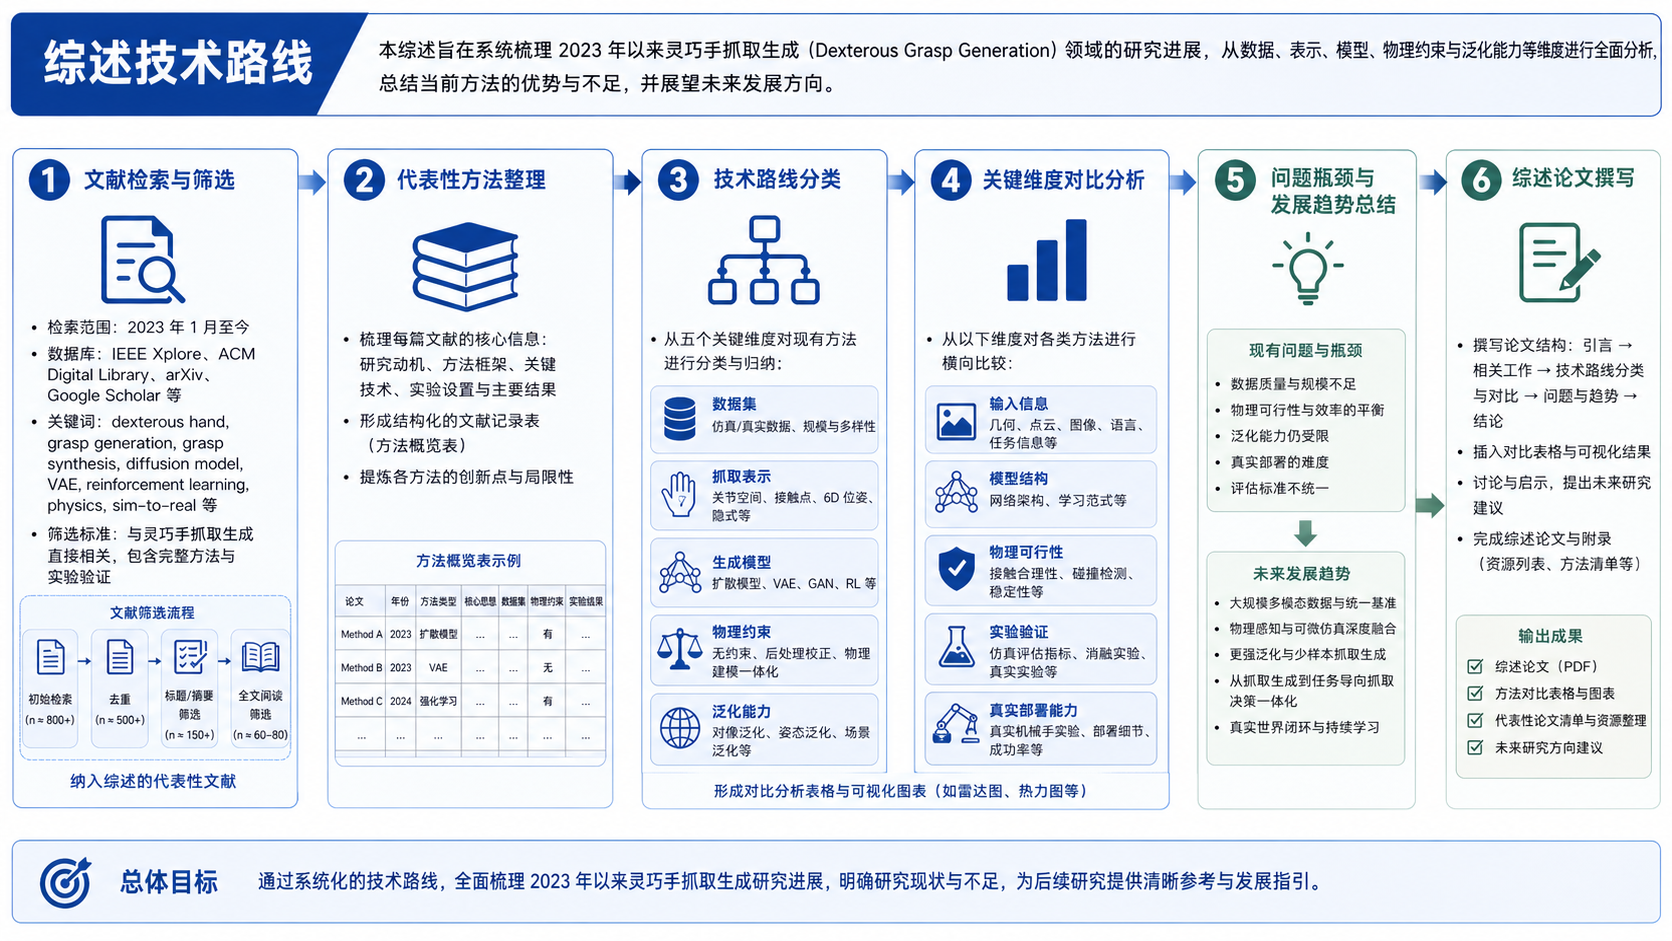 综述技术路线
本综述旨在系统梳理 2023 年以来灵巧手抓取生成（Dexterous Grasp Generation）领域的研究进展，从数据、表示、模型、物理约束与泛化能力等维度进行全面分析，
总结当前方法的优势与不足，并展望未来发展方向。
1 文献检索与筛选
• 检索范围：2023 年 1 月至今
• 数据库：IEEE Xplore、ACM
Digital Library、arXiv、
Google Scholar 等
• 关键词：dexterous hand,
grasp generation, grasp
synthesis, diffusion model,
VAE, reinforcement learning,
physics, sim-to-real 等
• 筛选标准：与灵巧手抓取生成
直接相关，包含完整方法与
实验验证
文献筛选流程
初始检索
(n ≈ 800+)
去重
(n ≈ 500+)
标题/摘要
筛选
(n ≈ 150+)
全文阅读
筛选
(n ≈ 60-80)
纳入综述的代表性文献
2 代表性方法整理
• 梳理每篇文献的核心信息：
研究动机、方法框架、关键
技术、实验设置与主要结果
• 形成结构化的文献记录表
（方法概览表）
• 提炼各方法的创新点与局限性
方法概览表示例
论文 年份 方法类型 核心思想 数据集 物理约束 实验结果
Method A 2023 扩散模型 ... ... 有 ...
Method B 2023 VAE ... ... 无 ...
Method C 2024 强化学习 ... ... 有 ...
... ... ... ... ... ... ...
3 技术路线分类
• 从五个关键维度对现有方法
进行分类与归纳：
数据集
仿真/真实数据、规模与多样性
抓取表示
关节空间、接触点、6D 位姿、
隐式等
生成模型
扩散模型、VAE、GAN、RL 等
物理约束
无约束、后处理校正、物理
建模一体化
泛化能力
对像泛化、姿态泛化、场景
泛化等
4 关键维度对比分析
• 从以下维度对各类方法进行
横向比较：
输入信息
几何、点云、图像、语言、
任务信息等
模型结构
网络架构、学习范式等
物理可行性
接触合理性、碰撞检测、
稳定性等
实验验证
仿真评估指标、消融实验、
真实实验等
真实部署能力
真实机械手实验、部署细节、
成功率等
形成对比分析表格与可视化图表（如雷达图、热力图等）
5 问题瓶颈与
发展趋势总结
现有问题与瓶颈
• 数据质量与规模不足
• 物理可行性与效率的平衡
• 泛化能力仍受限
• 真实部署的难度
• 评估标准不统一
未来发展趋势
• 大规模多模态数据与统一基准
• 物理感知与可微仿真深度融合
• 更强泛化与少样本抓取生成
• 从抓取生成到任务导向抓取
决策一体化
• 真实世界闭环与持续学习
6 综述论文撰写
• 撰写论文结构：引言 →
相关工作 → 技术路线分类
与对比 → 问题与趋势 →
结论
• 插入对比表格与可视化结果
• 讨论与启示，提出未来研究
建议
• 完成综述论文与附录
（资源列表、方法清单等）
输出成果
综述论文（PDF）
方法对比表格与图表
代表性论文清单与资源整理
未来研究方向建议
总体目标
通过系统化的技术路线，全面梳理 2023 年以来灵巧手抓取生成研究进展，明确研究现状与不足，为后续研究提供清晰参考与发展指引。